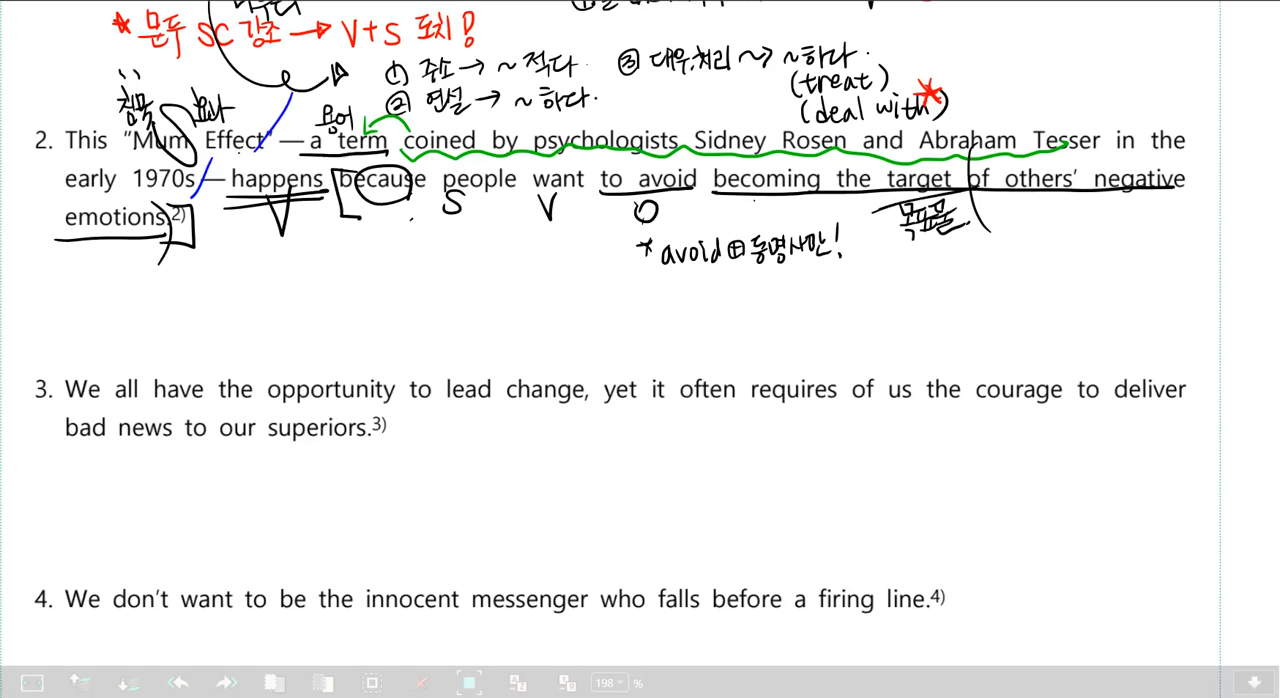 * 문두 SC 강조 → V+S 도치!
① 주소 → ~ 적다. ③ 대우, 처리 ~> ~하다.
(treat)
② 연설 → ~ 하다. (deal with*)
침묵 효과 용어
2. This "Mum Effect" — a term coined by psychologists Sidney Rosen and Abraham Tesser in the
early 1970s — happens because people want to avoid becoming the target of others' negative
V S V O 목표물
emotions.2)
* avoid ⊕ 동명사만!
3. We all have the opportunity to lead change, yet it often requires of us the courage to deliver
bad news to our superiors.3)
4. We don't want to be the innocent messenger who falls before a firing line.4)
198 %